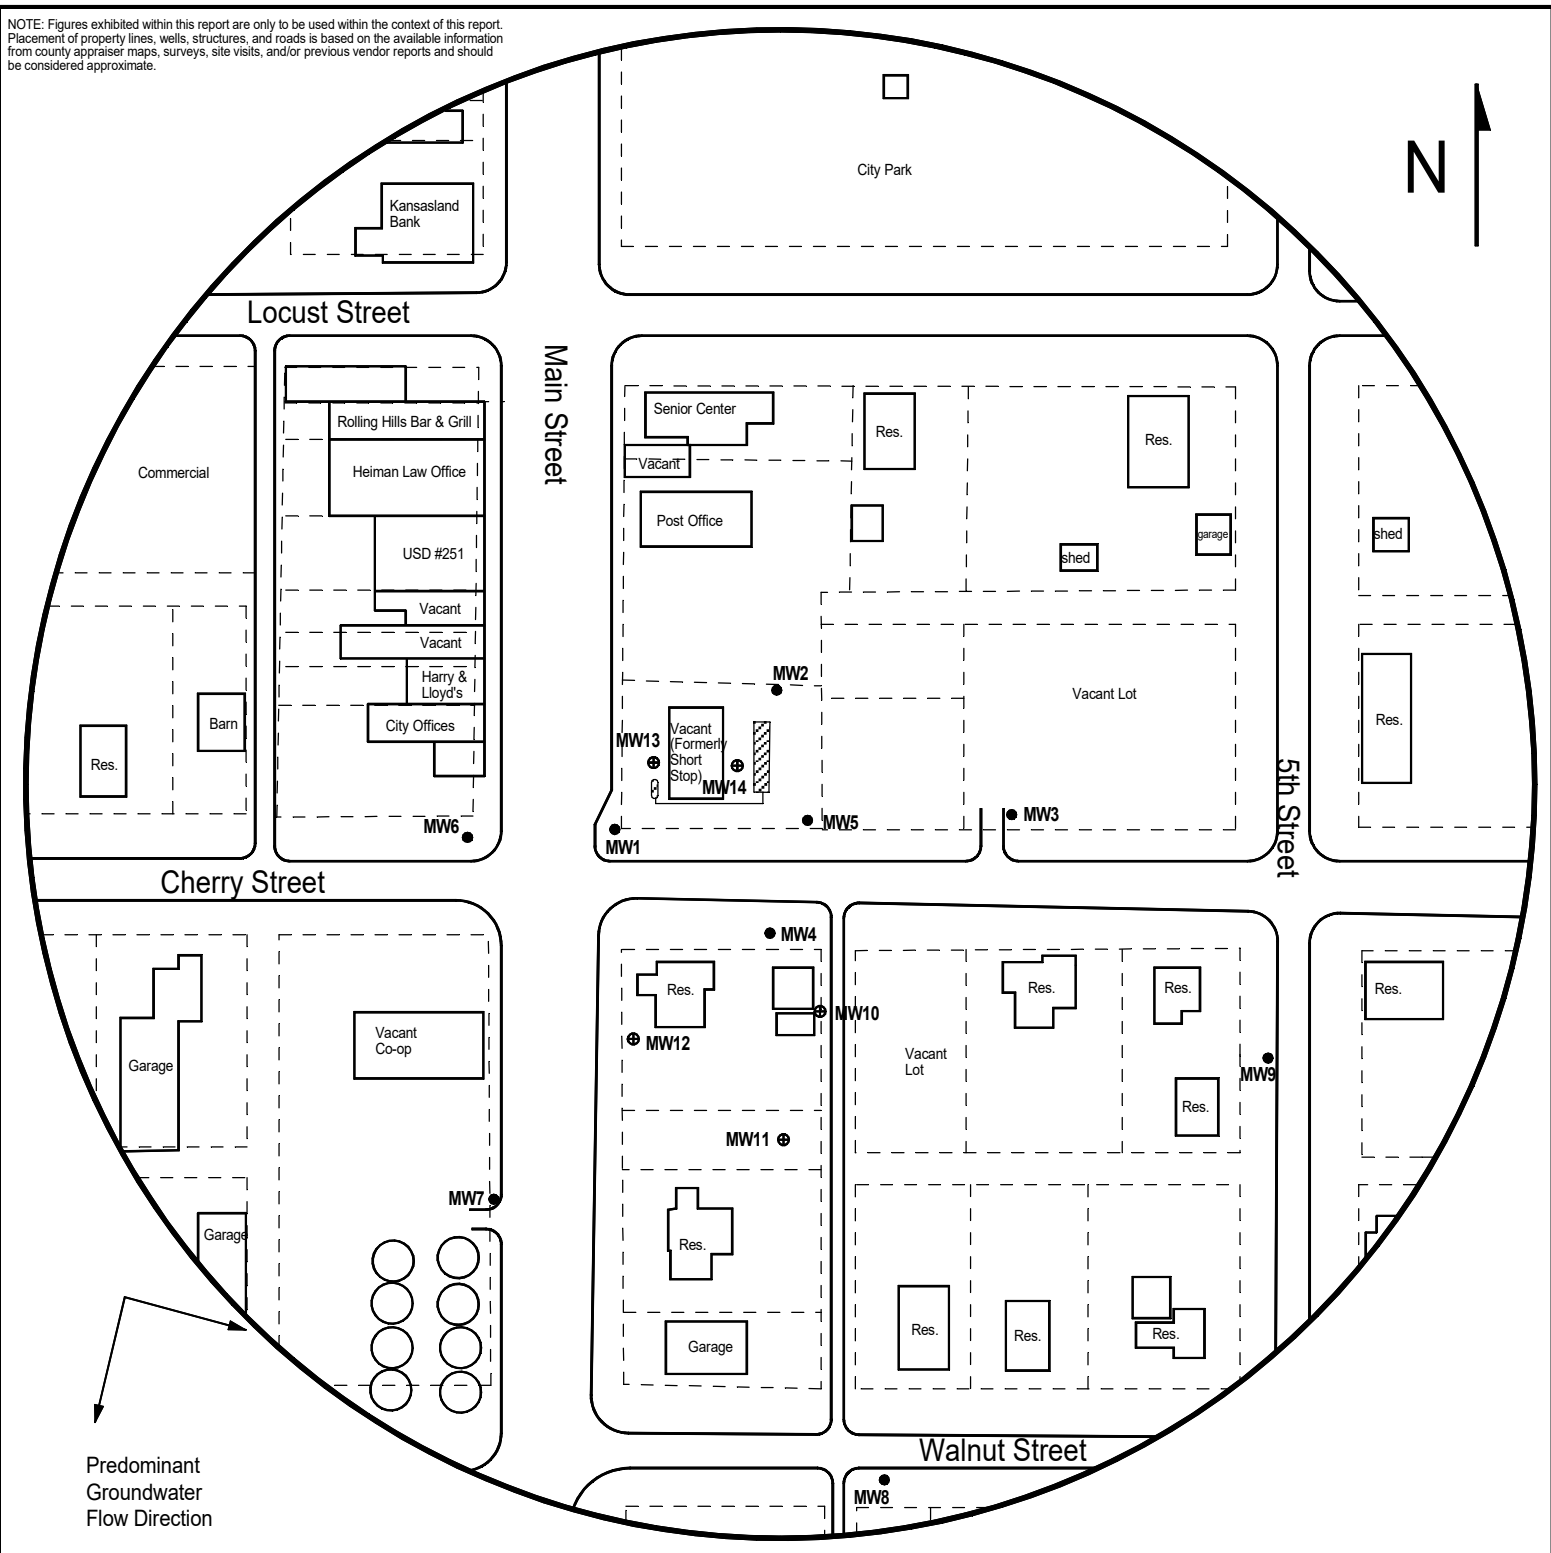 NOTE: Figures exhibited within this report are only to be used within the context of this report.
Placement of property lines, wells, structures, and roads is based on the available information
from county appraiser maps, surveys, site visits, and/or previous vendor reports and should
be considered approximate.
City Park
N
Kansasland
Bank
Locust Street
Main Street
Senior Center
Rolling Hills Bar & Grill
Res.
Res.
Commercial
Heiman Law Office
Vacant
Post Office
USD #251
garage
shed
shed
Vacant
Vacant
Harry &
Lloyd's
MW2
Vacant Lot
Barn
City Offices
Res.
Res.
MW13
Vacant
(Formerly
Short
Stop)
MW14
5th Street
MW6
MW1
MW5
MW3
Cherry Street
MW4
Res.
Res.
Res.
Res.
MW10
Vacant
Co-op
MW12
Garage
Vacant
Lot
MW9
Res.
MW11
MW7
Garage
Res.
Res.
Res.
Res.
Garage
Walnut Street
Predominant
Groundwater
Flow Direction
MW8